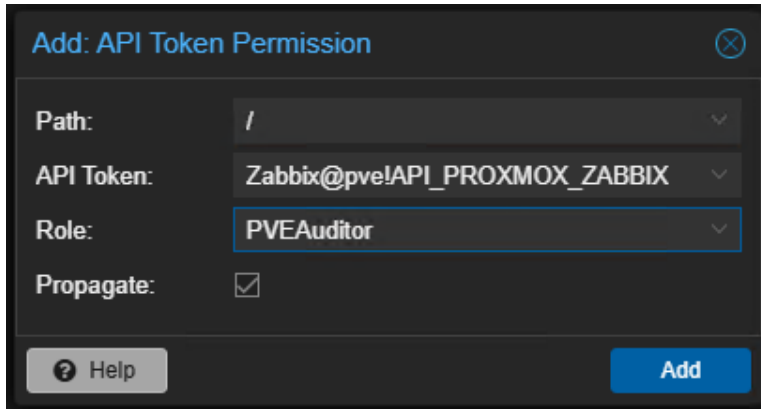 Add: API Token Permission
Path: /
API Token: Zabbix@pve!API_PROXMOX_ZABBIX
Role: PVEAuditor
Propagate:
Help Add